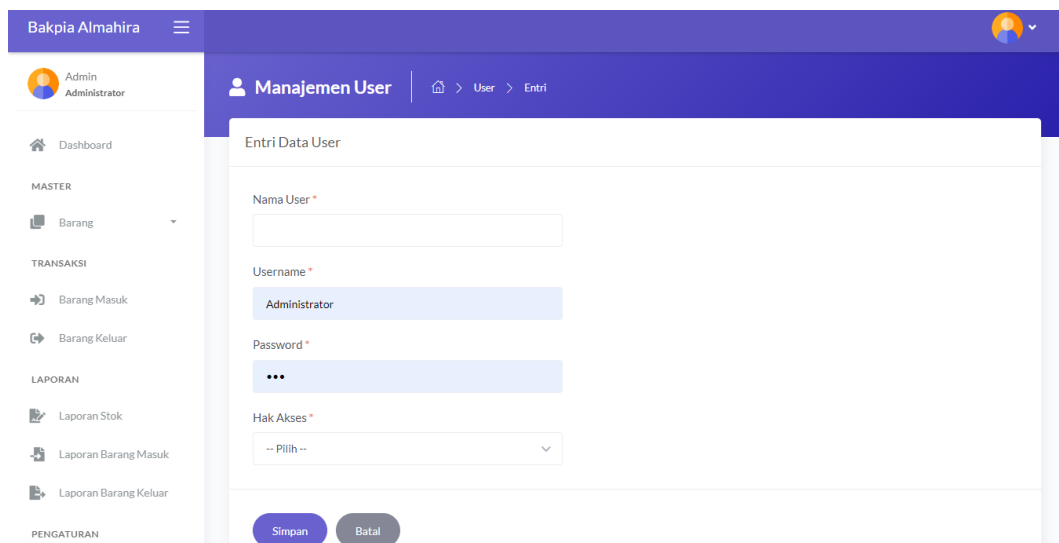 Bakpia Almahira
Admin
Administrator
Dashboard
MASTER
Barang
TRANSAKSI
Barang Masuk
Barang Keluar
LAPORAN
Laporan Stok
Laporan Barang Masuk
Laporan Barang Keluar
PENGATURAN
Manajemen User
> User > Entri
Entri Data User
Nama User *
Username *
Administrator
Password *
•••
Hak Akses *
-- Pilih --
Simpan Batal